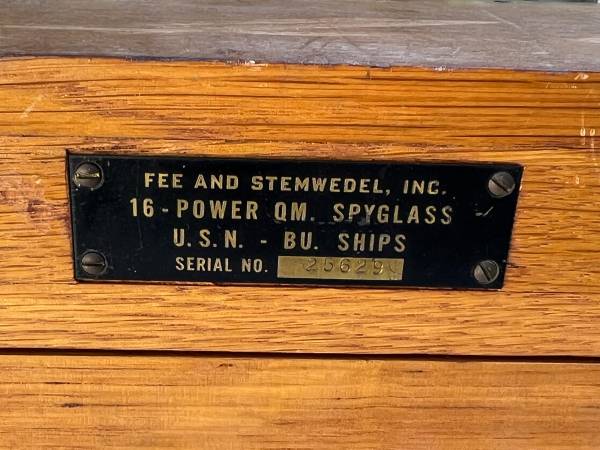 FEE AND STEMWEDEL, INC.
16-POWER QM. SPYGLASS
U.S.N. - BU. SHIPS
SERIAL NO. 25629